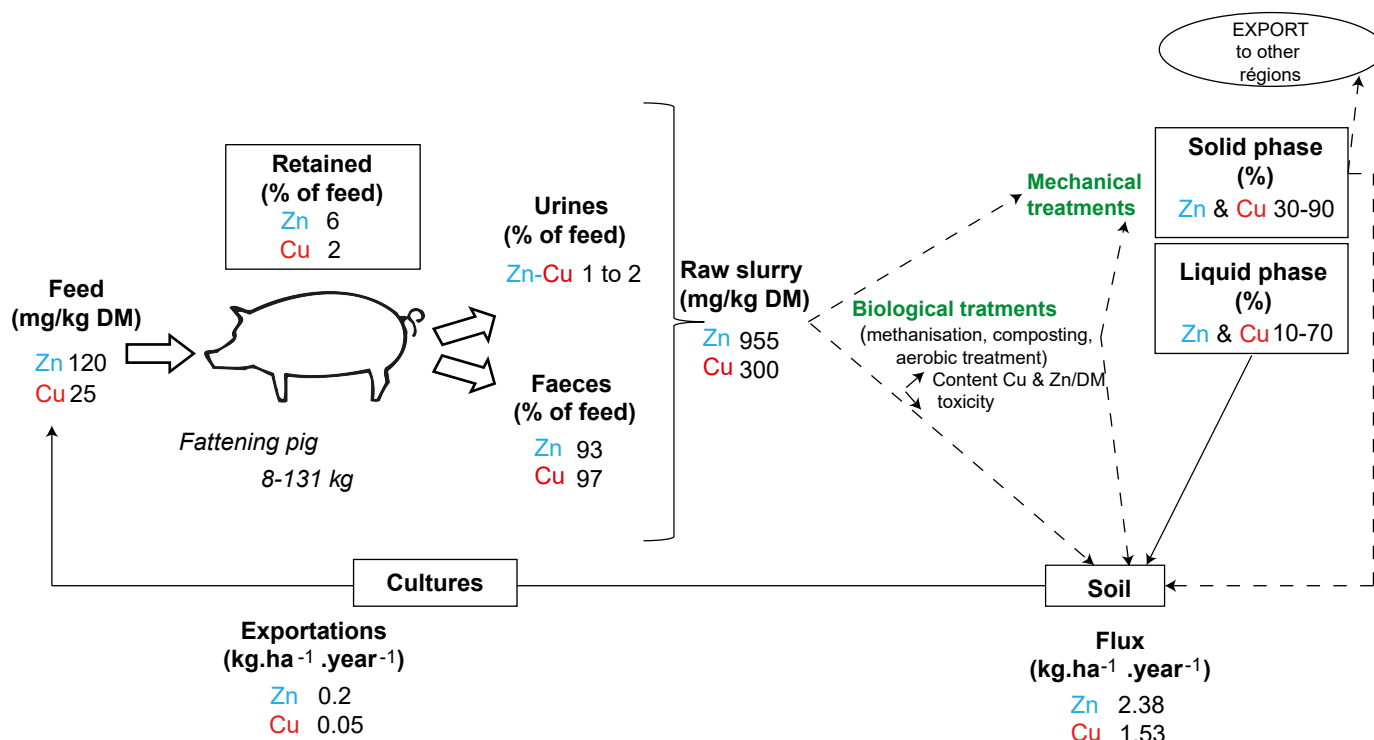 EXPORT
to other
régions
Solid phase
(%)
Zn & Cu 30-90
Liquid phase
(%)
Zn & Cu 10-70
Mechanical
treatments
Retained
(% of feed)
Zn 6
Cu 2
Urines
(% of feed)
Zn-Cu 1 to 2
Feed
(mg/kg DM)
Zn 120
Cu 25
Raw slurry
(mg/kg DM)
Zn 955
Cu 300
Biological tratments
(methanisation, composting,
aerobic treatment)
Content Cu & Zn/DM
toxicity
Faeces
(% of feed)
Zn 93
Cu 97
Fattening pig
8-131 kg
Cultures
Soil
Exportations
(kg.ha-1 .year-1)
Zn 0.2
Cu 0.05
Flux
(kg.ha-1 .year-1)
Zn 2.38
Cu 1.53